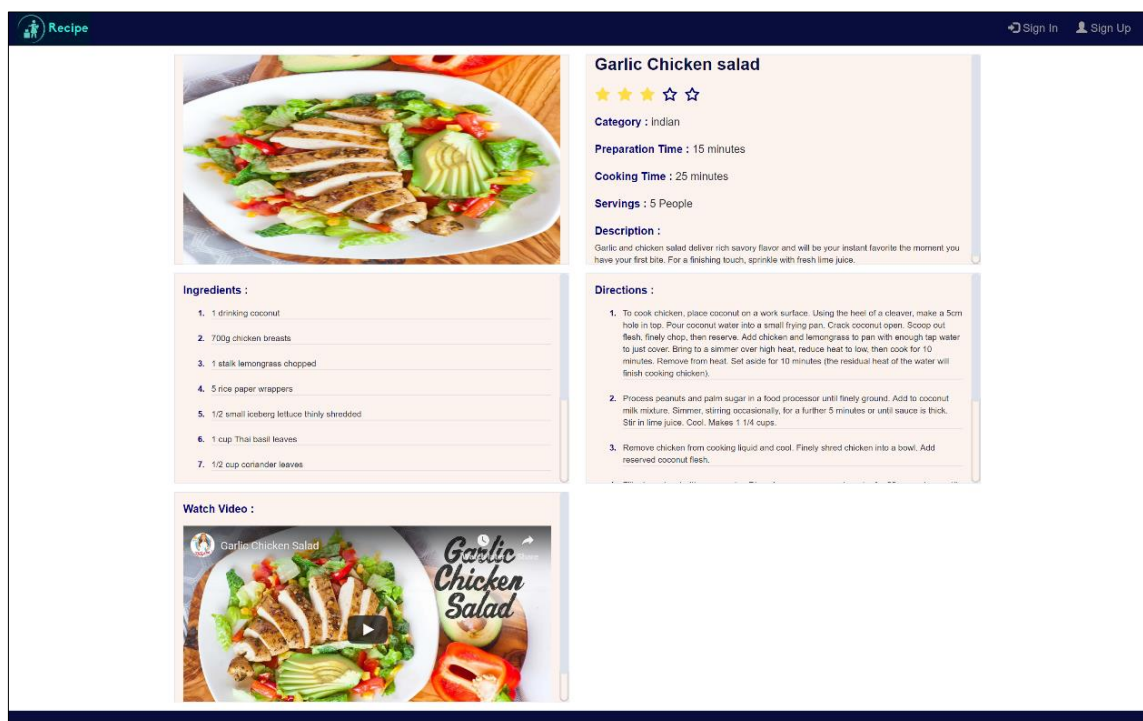 Recipe
Sign In
Sign Up
Garlic Chicken salad
Category : indian
Preparation Time : 15 minutes
Cooking Time : 25 minutes
Servings : 5 People
Description :
Garlic and chicken salad deliver rich savory flavor and will be your instant favorite the moment you
have your first bite. For a finishing touch, sprinkle with fresh lime juice.
Ingredients :
1. 1 drinking coconut
2. 700g chicken breasts
3. 1 stalk lemongrass chopped
4. 5 rice paper wrappers
5. 1/2 small iceberg lettuce thinly shredded
6. 1 cup Thai basil leaves
7. 1/2 cup coriander leaves
Directions :
1. To cook chicken, place coconut on a work surface. Using the heel of a cleaver, make a 5cm
hole in top. Pour coconut water into a small frying pan. Crack coconut open. Scoop out
flesh, finely chop, then reserve. Add chicken and lemongrass to pan with enough tap water
to just cover. Bring to a simmer over high heat, reduce heat to low, then cook for 10
minutes. Remove from heat. Set aside for 10 minutes (the residual heat of the water will
finish cooking chicken).
2. Process peanuts and palm sugar in a food processor until finely ground. Add to coconut
milk mixture. Simmer, stirring occasionally, for a further 5 minutes or until sauce is thick.
Stir in lime juice. Cool. Makes 1 1/4 cups.
3. Remove chicken from cooking liquid and cool. Finely shred chicken into a bowl. Add
reserved coconut flesh.
Watch Video :
Garlic Chicken Salad
Share
Garlic
Chicken
Salad